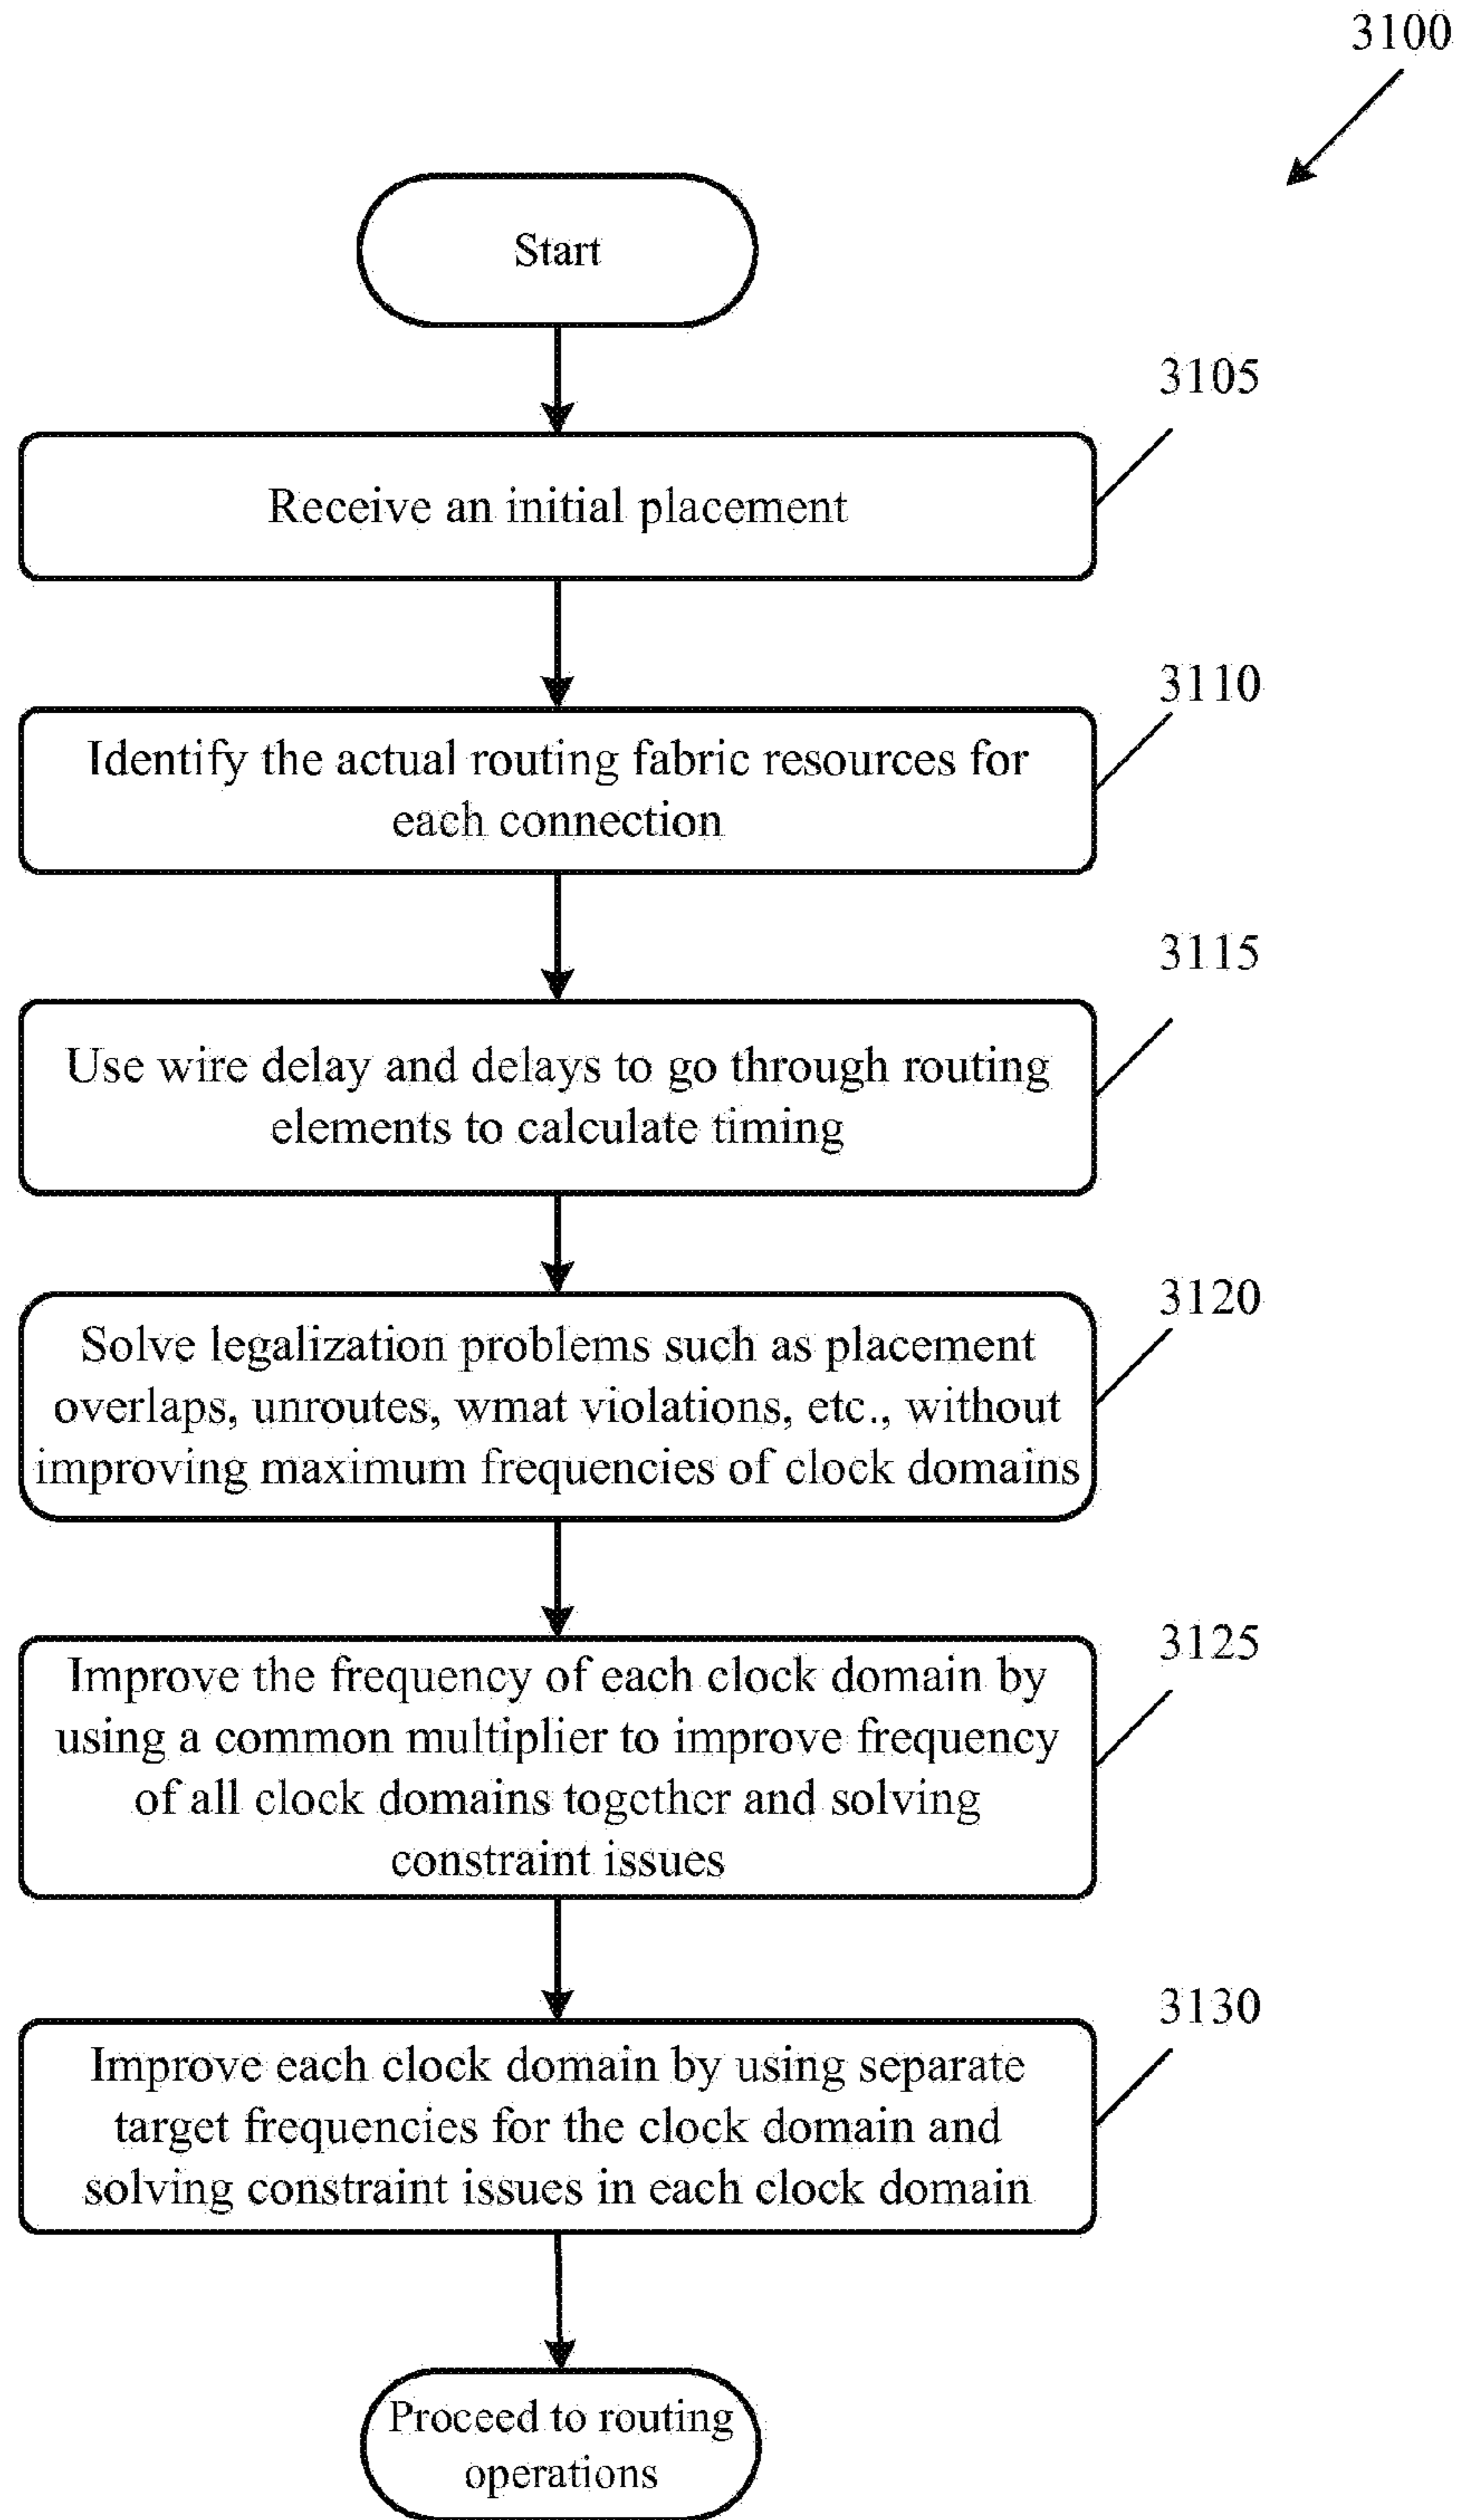 3100
Start
3105
Receive an initial placement
3110
Identify the actual routing fabric resources for
each connection
3115
Use wire delay and delays to go through routing
elements to calculate timing
3120
Solve legalization problems such as placement
overlaps, unroutes, wmat violations, etc., without
improving maximum frequencies of clock domains
3125
Improve the frequency of each clock domain by
using a common multiplier to improve frequency
of all clock domains together and solving
constraint issues
3130
Improve each clock domain by using separate
target frequencies for the clock domain and
solving constraint issues in each clock domain
Proceed to routing
operations